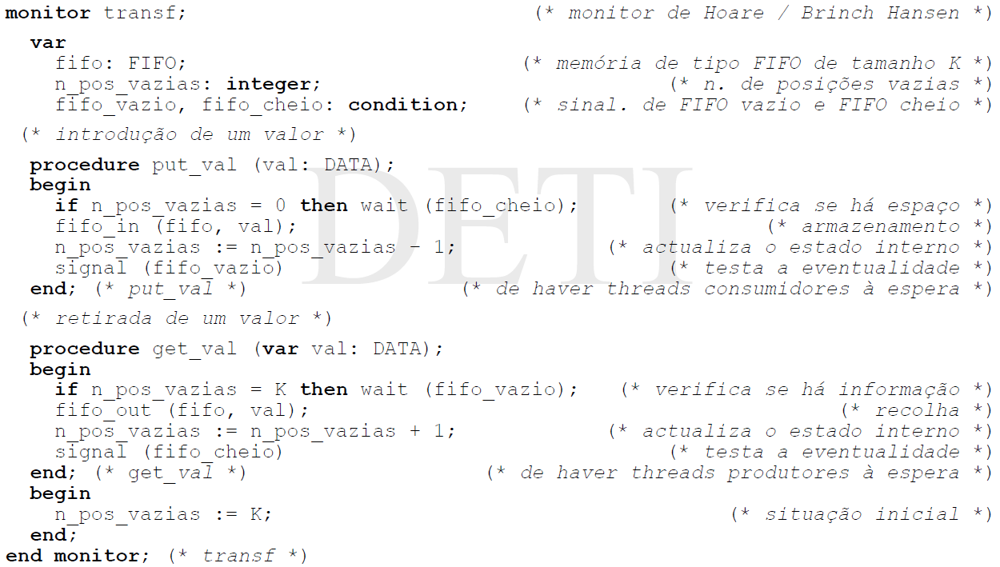 monitor transf; (* monitor de Hoare / Brinch Hansen *)
var
fifo: FIFO; (* memória de tipo FIFO de tamanho K *)
n_pos_vazias: integer; (* n. de posições vazias *)
fifo_vazio, fifo_cheio: condition; (* sinal. de FIFO vazio e FIFO cheio *)
(* introdução de um valor *)
procedure put_val (val: DATA);
begin
if n_pos_vazias = 0 then wait (fifo_cheio); (* verifica se há espaço *)
fifo_in (fifo, val); (* armazenamento *)
n_pos_vazias := n_pos_vazias - 1; (* actualiza o estado interno *)
signal (fifo_vazio) (* testa a eventualidade *)
end; (* put_val *) (* de haver threads consumidores à espera *)
(* retirada de um valor *)
procedure get_val (var val: DATA);
begin
if n_pos_vazias = K then wait (fifo_vazio); (* verifica se há informação *)
fifo_out (fifo, val); (* recolha *)
n_pos_vazias := n_pos_vazias + 1; (* actualiza o estado interno *)
signal (fifo_cheio) (* testa a eventualidade *)
end; (* get_val *) (* de haver threads produtores à espera *)
begin
n_pos_vazias := K; (* situação inicial *)
end;
end monitor; (* transf *)
DETI